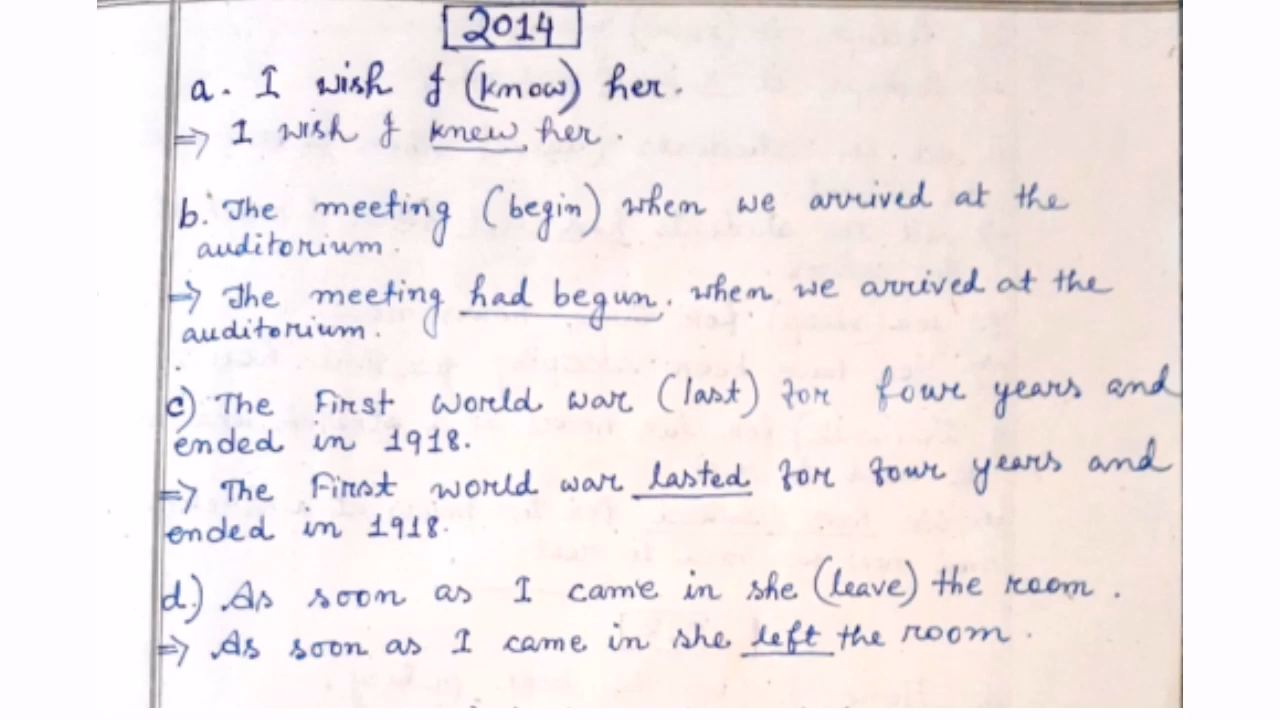 2014
a. I wish I (know) her.
=> I wish I knew her.
b. The meeting (begin) when we arrived at the
auditorium.
=> The meeting had begun. when we arrived at the
auditorium.
c) The First World War (last) for four years and
ended in 1918.
=> The First world war lasted for four years and
ended in 1918.
d.) As soon as I came in she (leave) the room.
=> As soon as I came in she left the room.